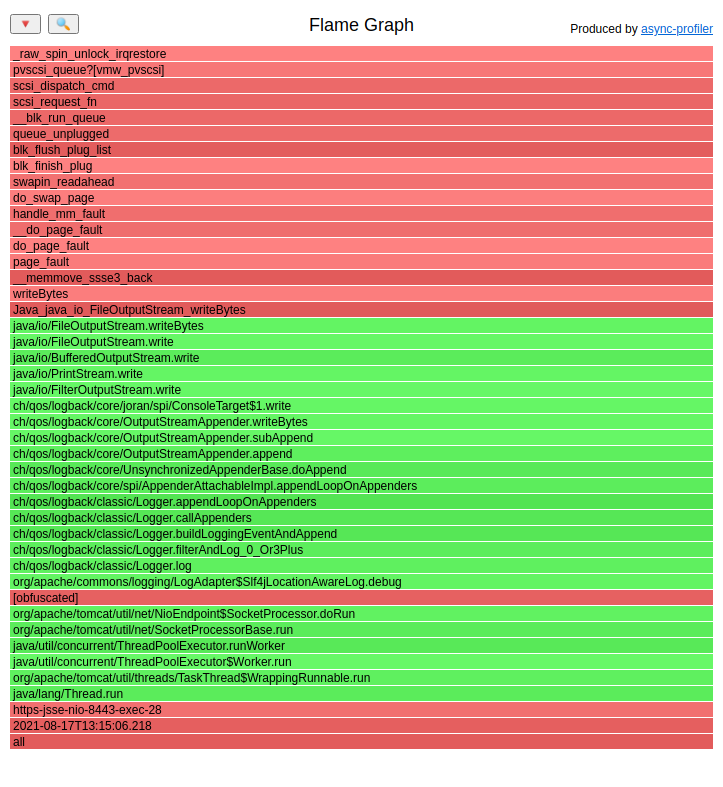 Flame Graph
Produced by async-profiler
_raw_spin_unlock_irqrestore
pvscsi_queue?[vmw_pvscsi]
scsi_dispatch_cmd
scsi_request_fn
__blk_run_queue
queue_unplugged
blk_flush_plug_list
blk_finish_plug
swapin_readahead
do_swap_page
handle_mm_fault
__do_page_fault
do_page_fault
page_fault
__memmove_ssse3_back
writeBytes
Java_java_io_FileOutputStream_writeBytes
java/io/FileOutputStream.writeBytes
java/io/FileOutputStream.write
java/io/BufferedOutputStream.write
java/io/PrintStream.write
java/io/FilterOutputStream.write
ch/qos/logback/core/joran/spi/ConsoleTarget$1.write
ch/qos/logback/core/OutputStreamAppender.writeBytes
ch/qos/logback/core/OutputStreamAppender.subAppend
ch/qos/logback/core/OutputStreamAppender.append
ch/qos/logback/core/UnsynchronizedAppenderBase.doAppend
ch/qos/logback/core/spi/AppenderAttachableImpl.appendLoopOnAppenders
ch/qos/logback/classic/Logger.appendLoopOnAppenders
ch/qos/logback/classic/Logger.callAppenders
ch/qos/logback/classic/Logger.buildLoggingEventAndAppend
ch/qos/logback/classic/Logger.filterAndLog_0_Or3Plus
ch/qos/logback/classic/Logger.log
org/apache/commons/logging/LogAdapter$Slf4jLocationAwareLog.debug
[obfuscated]
org/apache/tomcat/util/net/NioEndpoint$SocketProcessor.doRun
org/apache/tomcat/util/net/SocketProcessorBase.run
java/util/concurrent/ThreadPoolExecutor.runWorker
java/util/concurrent/ThreadPoolExecutor$Worker.run
org/apache/tomcat/util/threads/TaskThread$WrappingRunnable.run
java/lang/Thread.run
https-jsse-nio-8443-exec-28
2021-08-17T13:15:06.218
all